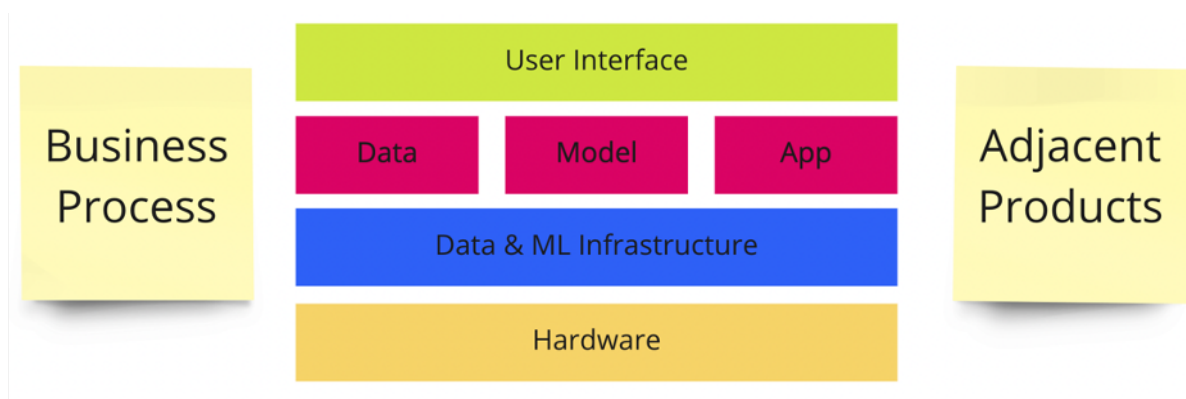 Business
Process
User Interface
Data
Model
App
Data & ML Infrastructure
Hardware
Adjacent
Products